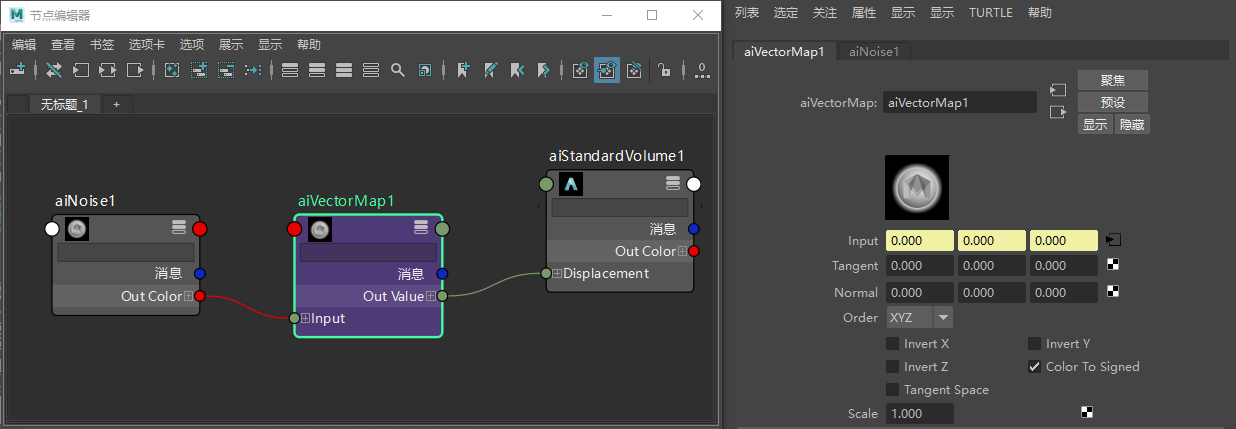 节点编辑器
编辑 查看 书签 选项卡 选项 展示 显示 帮助
0
无标题_1 +
aiNoise1
消息
Out Color
aiVectorMap1
消息
Out Value
Input
aiStandardVolume1
消息
Out Color
Displacement
列表 选定 关注 属性 显示 显示 TURTLE 帮助
aiVectorMap1 aiNoise1
aiVectorMap: aiVectorMap1
聚焦
预设
显示 隐藏
Input 0.000 0.000 0.000
Tangent 0.000 0.000 0.000
Normal 0.000 0.000 0.000
Order XYZ
Invert X Invert Y
Invert Z Color To Signed
Tangent Space
Scale 1.000